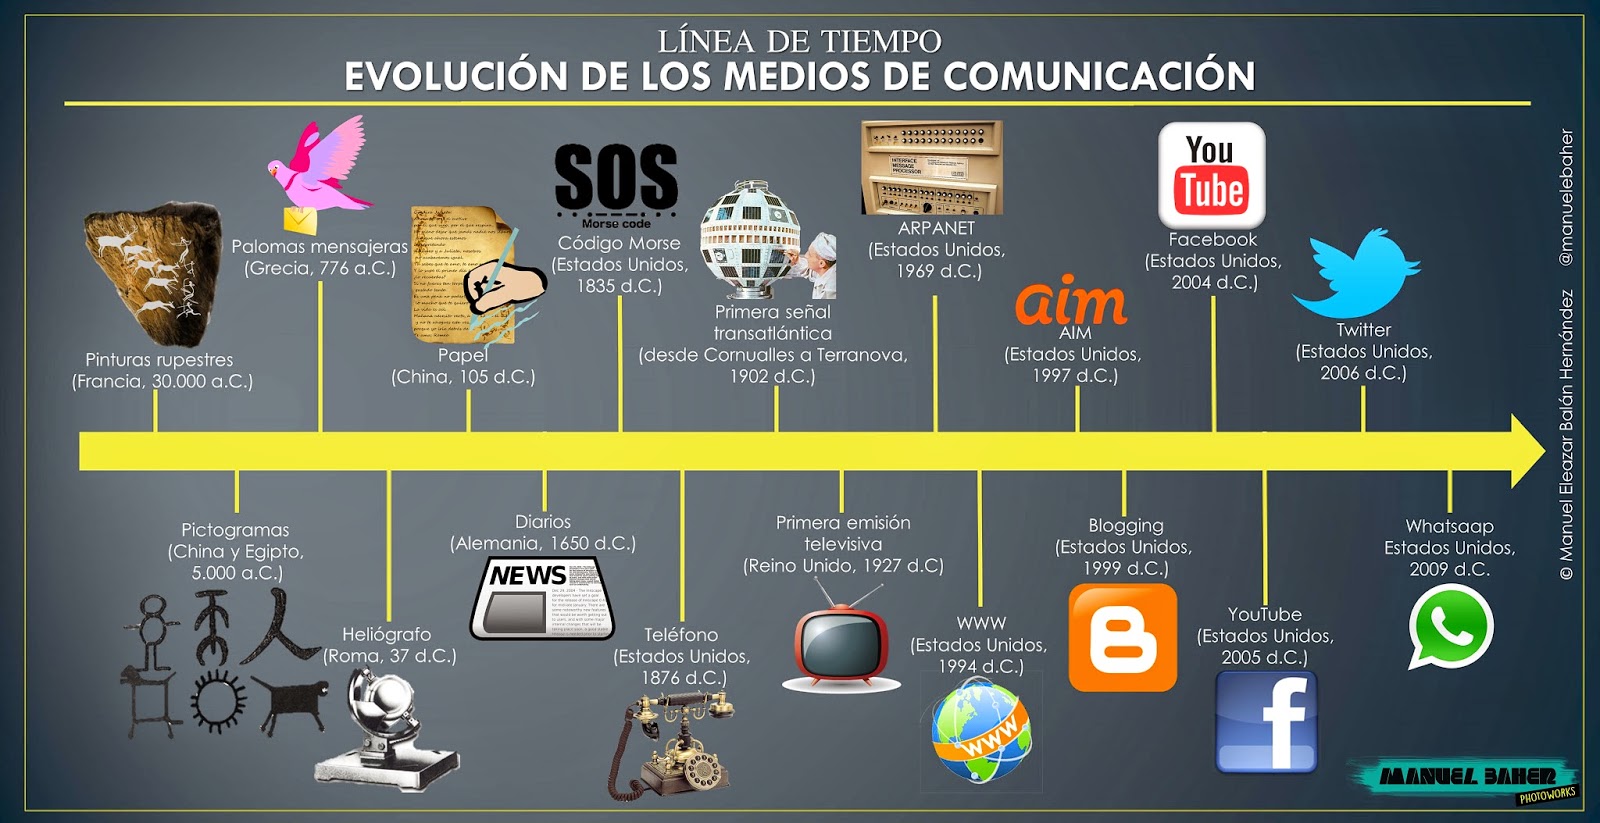 LÍNEA DE TIEMPO
EVOLUCIÓN DE LOS MEDIOS DE COMUNICACIÓN
Pinturas rupestres
(Francia, 30.000 a.C.)
Palomas mensajeras
(Grecia, 776 a.C.)
Papel
(China, 105 d.C.)
SOS
Morse code
Código Morse
(Estados Unidos,
1835 d.C.)
Primera señal
transatlántica
(desde Cornualles a Terranova,
1902 d.C.)
INTERFACE
MESSAGE
PROCESSOR
ARPANET
(Estados Unidos,
1969 d.C.)
aim
AIM
(Estados Unidos,
1997 d.C.)
You
Tube
Facebook
(Estados Unidos,
2004 d.C.)
Twitter
(Estados Unidos,
2006 d.C.)
Pictogramas
(China y Egipto,
5.000 a.C.)
Heliógrafo
(Roma, 37 d.C.)
Diarios
(Alemania, 1650 d.C.)
NEWS
Teléfono
(Estados Unidos,
1876 d.C.)
Primera emisión
televisiva
(Reino Unido, 1927 d.C)
WWW
(Estados Unidos,
1994 d.C.)
WWW
Blogging
(Estados Unidos,
1999 d.C.)
B
YouTube
(Estados Unidos,
2005 d.C.)
f
Whatsaap
Estados Unidos,
2009 d.C.
© Manuel Eleazar Balán Hernández @manuelebaher
MANUEL BAHER
PHOTOWORKS